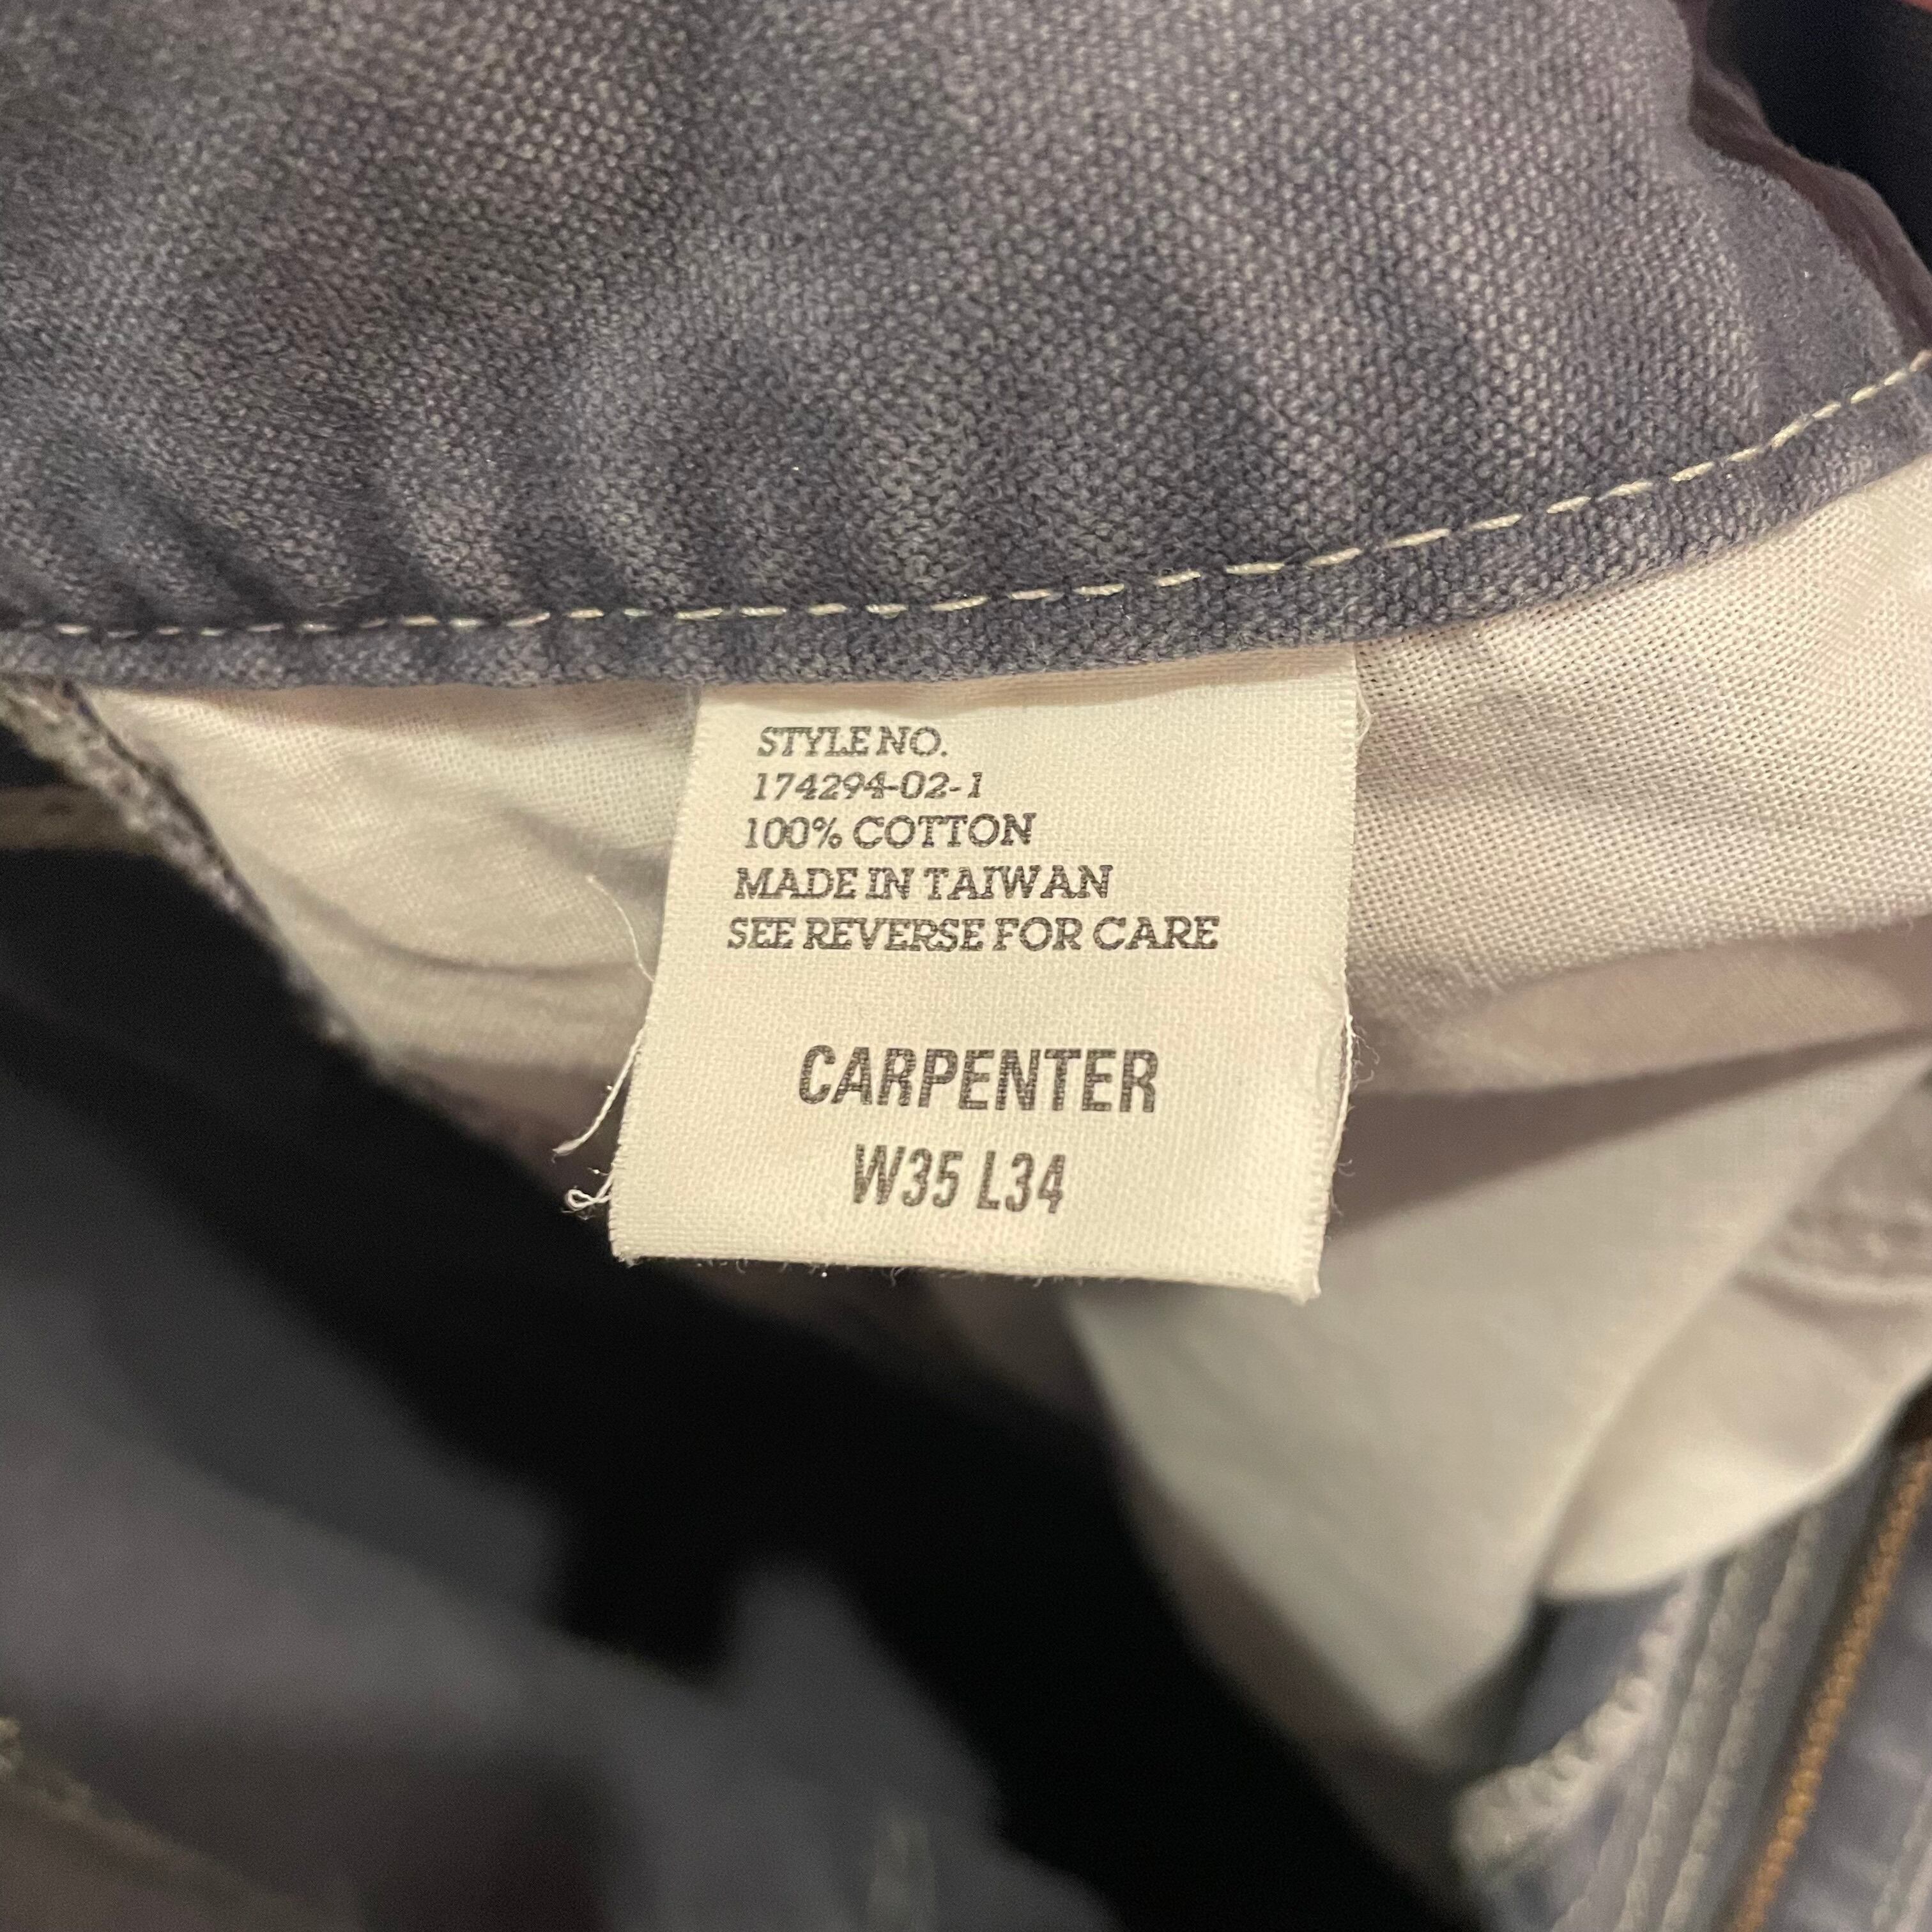 STYLE NO.
174294-02-1
100% COTTON
MADE IN TAIWAN
SEE REVERSE FOR CARE
CARPENTER
W35 L34